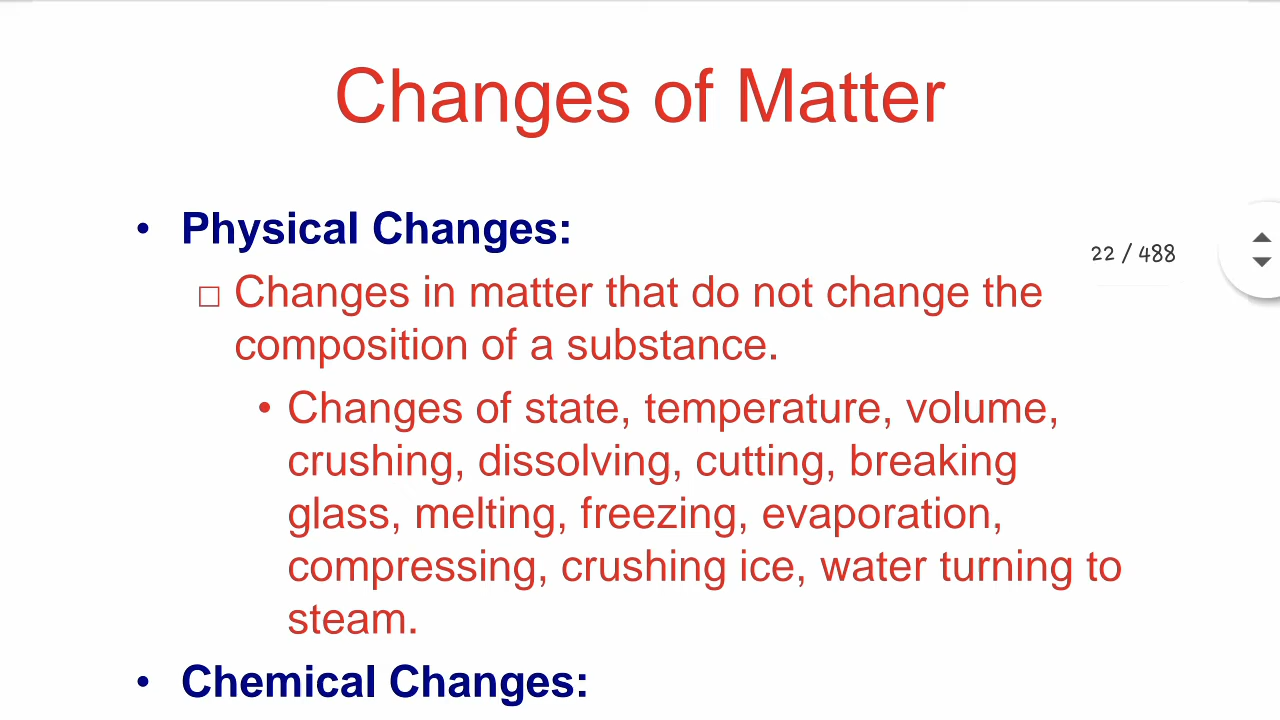 Changes of Matter
• Physical Changes:
22 / 488
□ Changes in matter that do not change the
composition of a substance.
• Changes of state, temperature, volume,
crushing, dissolving, cutting, breaking
glass, melting, freezing, evaporation,
compressing, crushing ice, water turning to
steam.
• Chemical Changes: